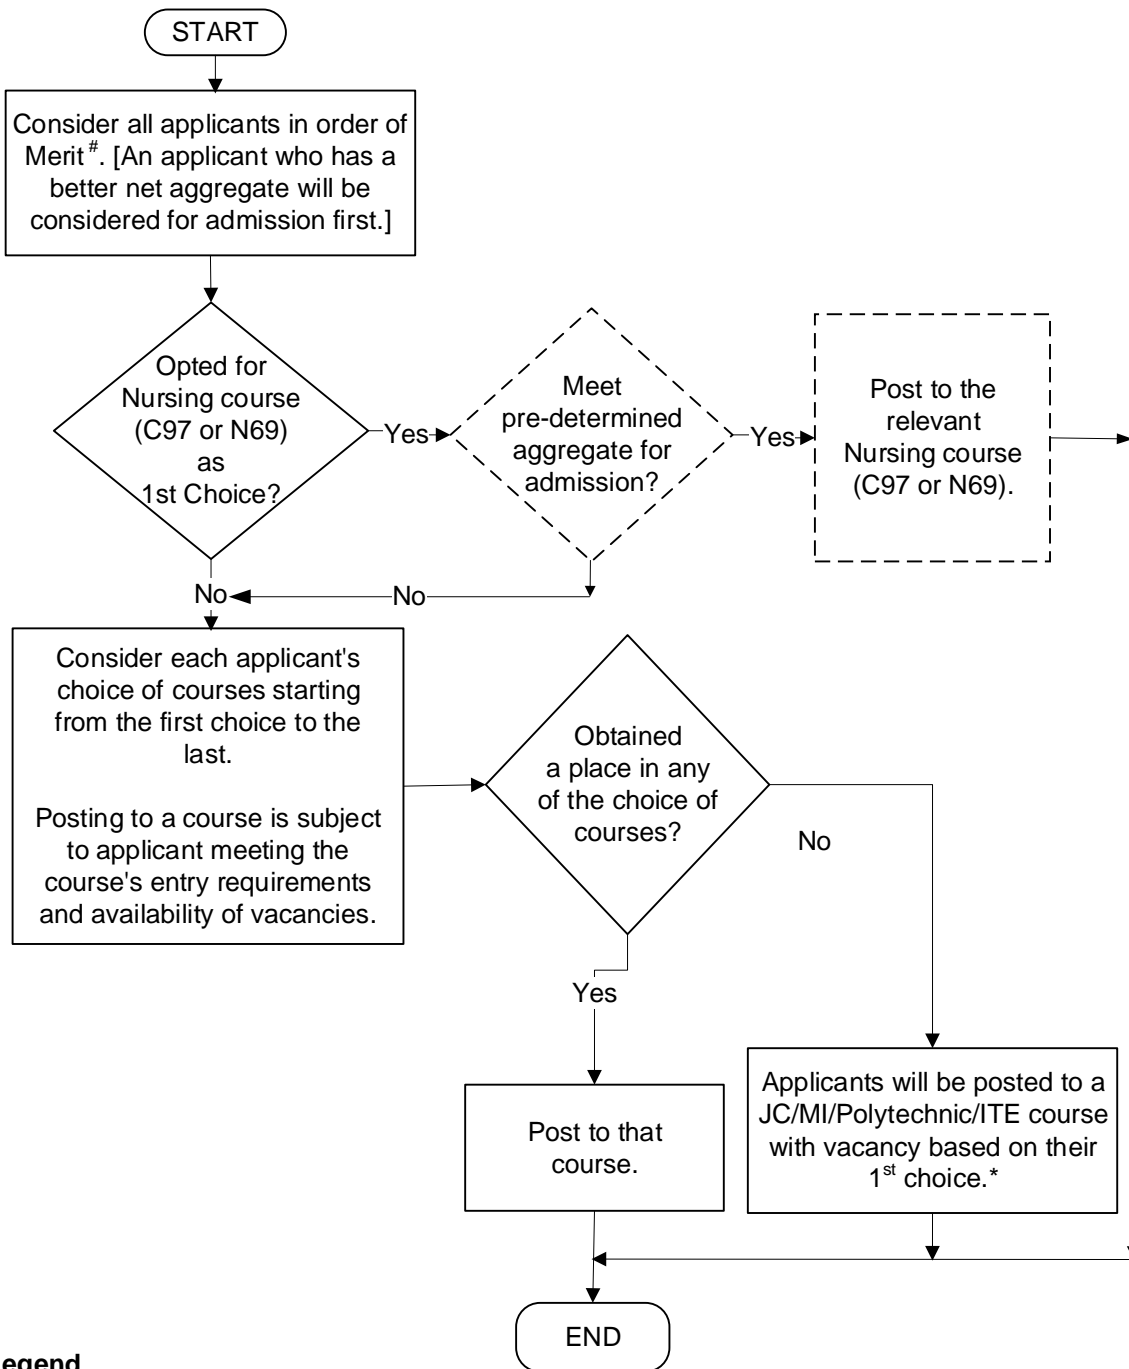 START
Consider all applicants in order of
Merit #. [An applicant who has a
better net aggregate will be
considered for admission first.]
Opted for
Nursing course
(C97 or N69)
as
1st Choice?
Yes
Meet
pre-determined
aggregate for
admission?
Yes
Post to the
relevant
Nursing course
(C97 or N69).
No
No
Consider each applicant's
choice of courses starting
from the first choice to the
last.
Posting to a course is subject
to applicant meeting the
course's entry requirements
and availability of vacancies.
Obtained
a place in any
of the choice of
courses?
No
Yes
Post to that
course.
Applicants will be posted to a
JC/MI/Polytechnic/ITE course
with vacancy based on their
1st choice.*
END
egend